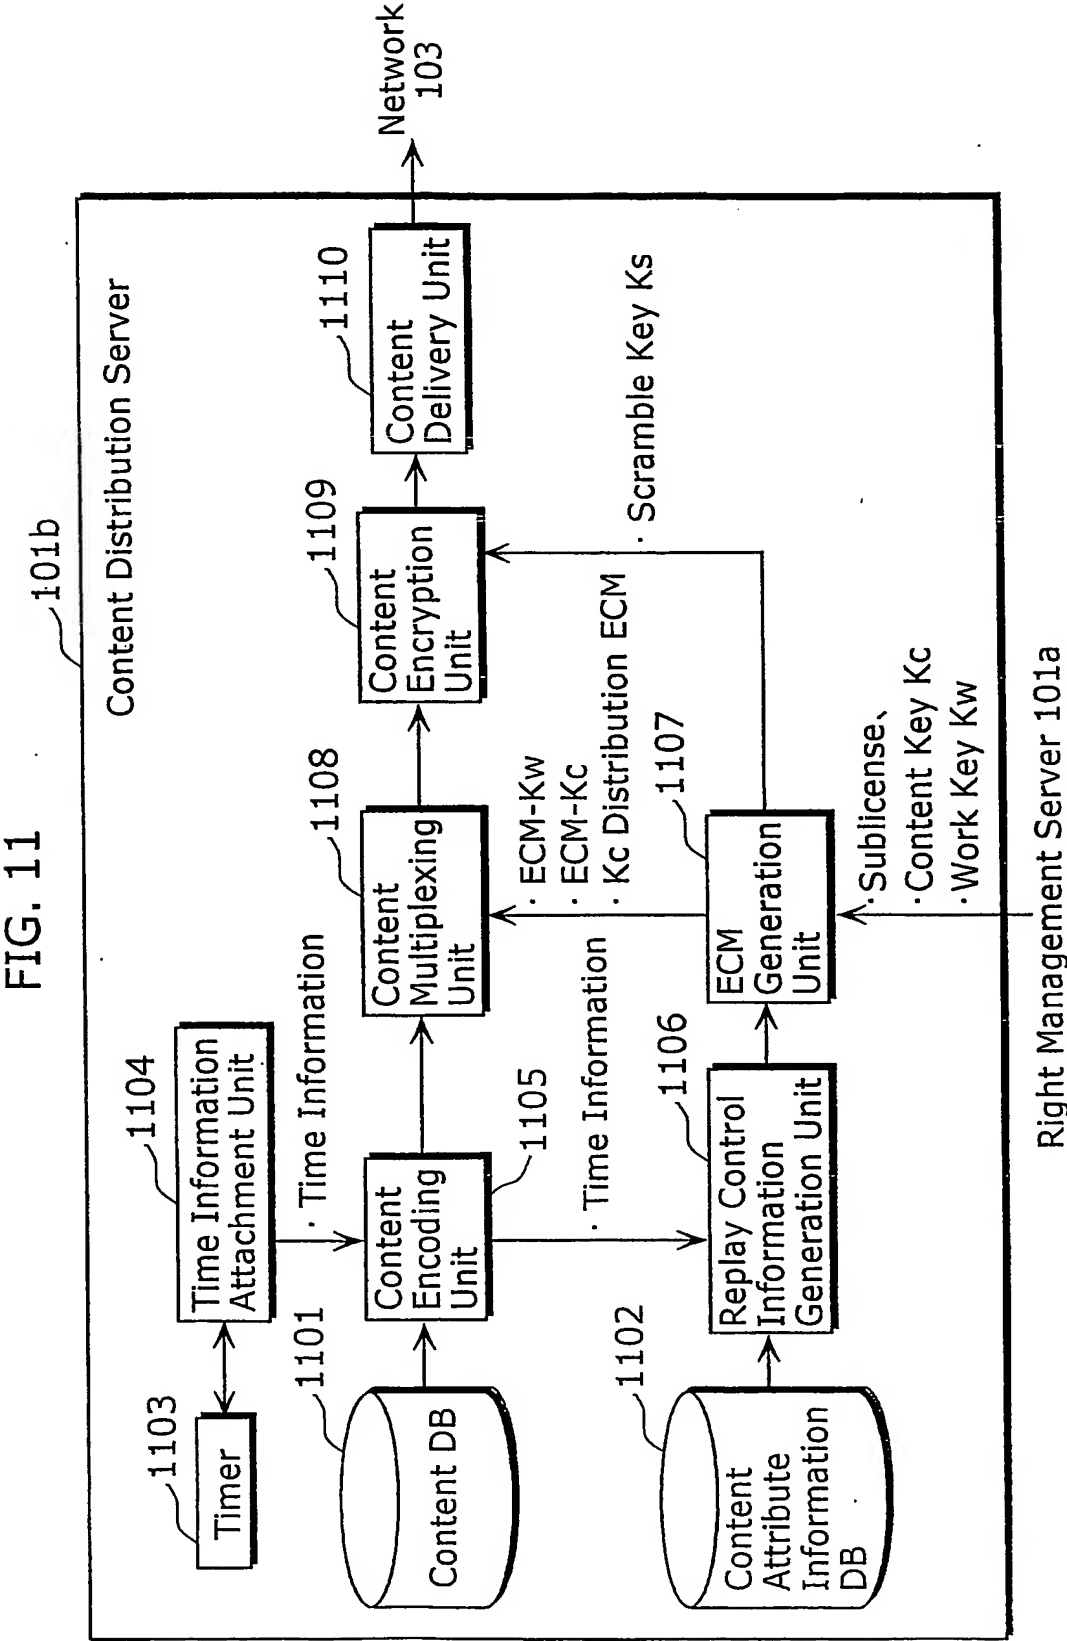 FIG. 11
101b
Content Distribution Server
1103
Timer
1104
Time Information
Attachment Unit
· Time Information
1101
Content DB
Content
Encoding
Unit
1105
1108
Content
Multiplexing
Unit
1109
Content
Encryption
Unit
1110
Content
Delivery Unit
Network
103
· Time Information
· ECM-Kw
· ECM-Kc
· Kc Distribution ECM
· Scramble Key Ks
1102
Content
Attribute
Information
DB
1106
Replay Control
Information
Generation Unit
1107
ECM
Generation
Unit
·Sublicense、
·Content Key Kc
·Work Key Kw
Right Management Server 101a